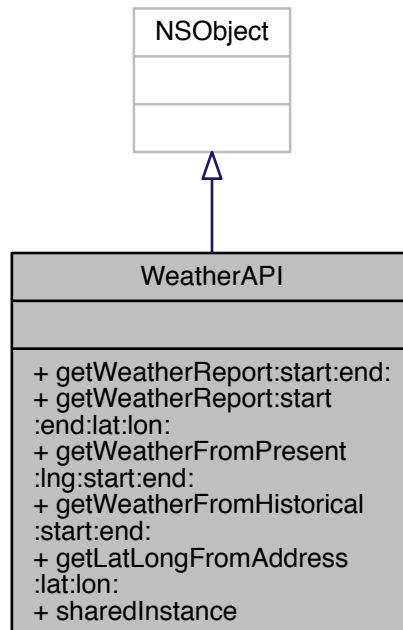 NSObject
WeatherAPI
+ getWeatherReport:start:end:
+ getWeatherReport:start
:end:lat:lon:
+ getWeatherFromPresent
:lng:start:end:
+ getWeatherFromHistorical
:start:end:
+ getLatLongFromAddress
:lat:lon:
+ sharedInstance